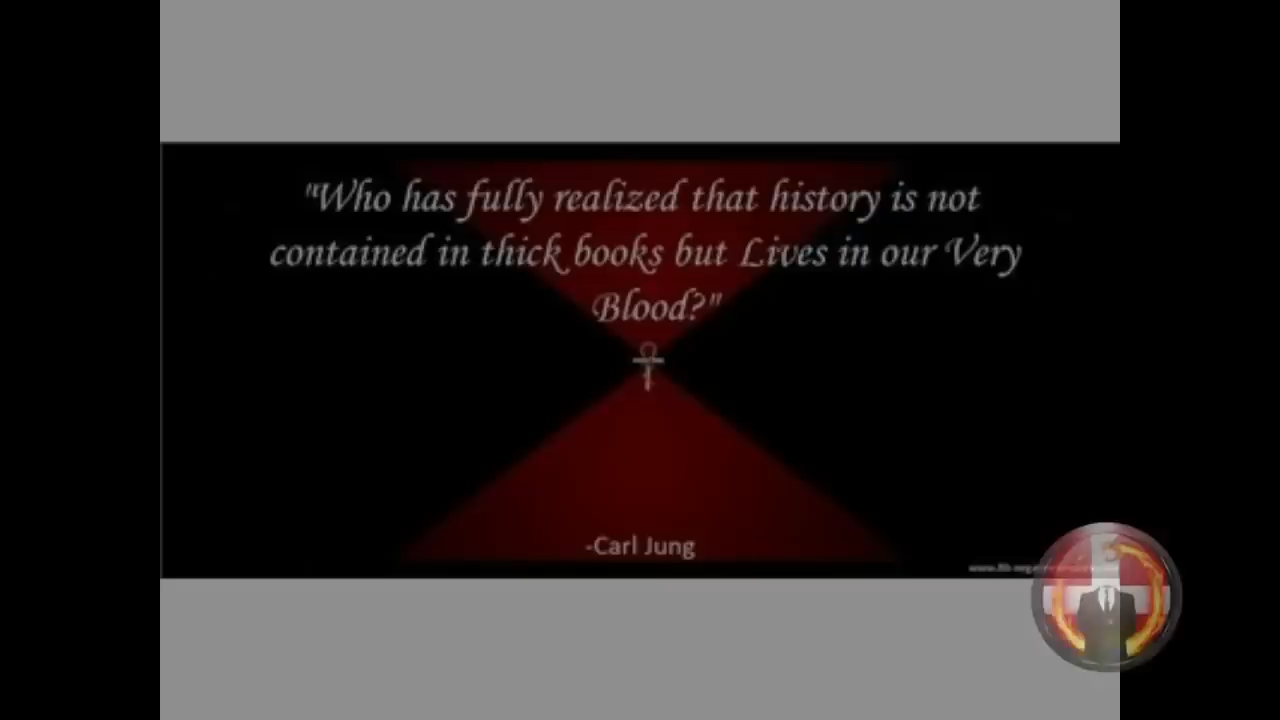 "Who has fully realized that history is not
contained in thick books but Lives in our Very
Blood?"
-Carl Jung